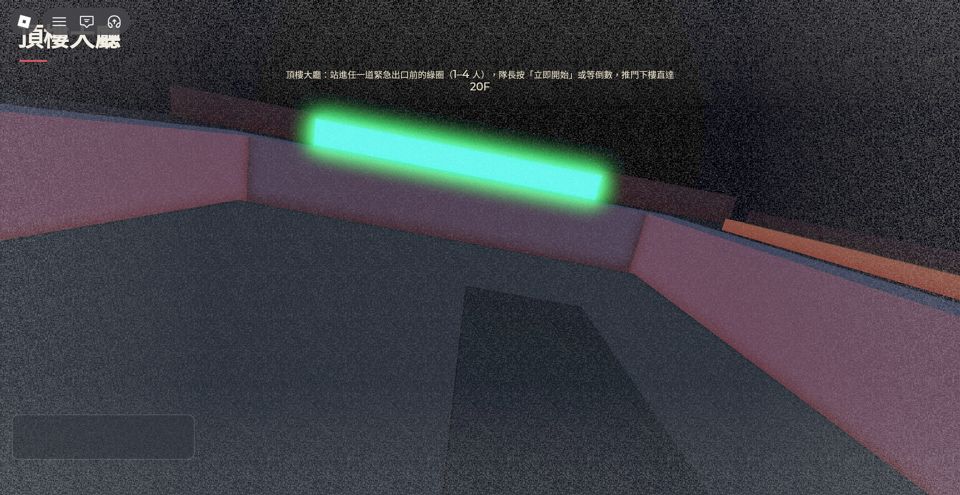 頂樓大廳
頂樓大廳：站進任一道緊急出口前的綠圈（1–4 人），隊長按「立即開始」或等倒數，推門下樓直達
20F